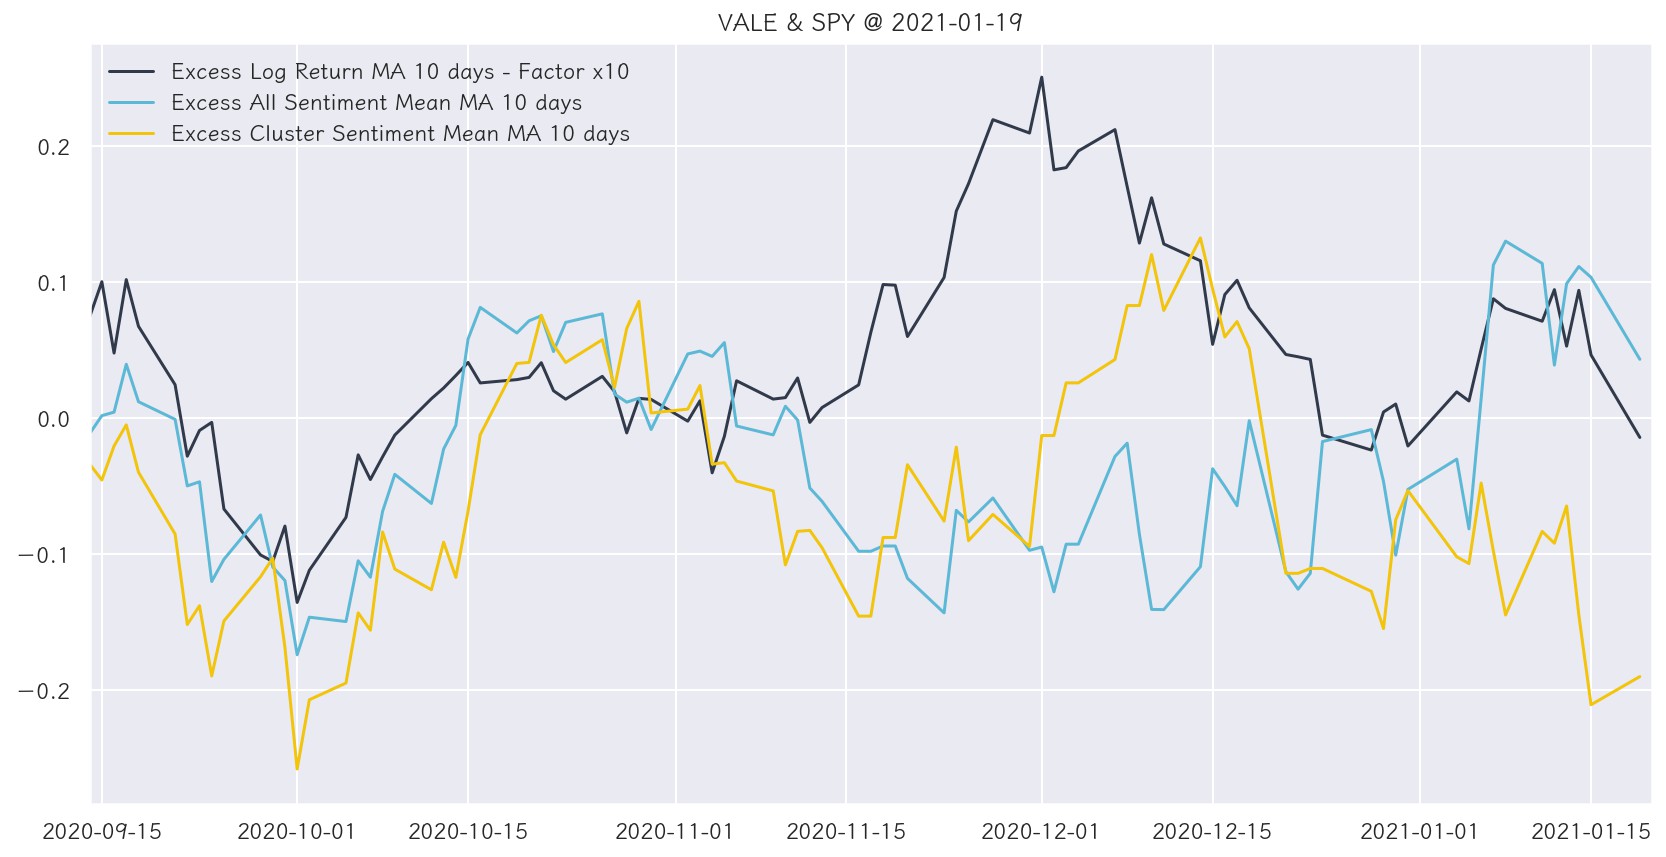 VALE & SPY @ 2021-01-19
Excess Log Return MA 10 days - Factor x10
Excess All Sentiment Mean MA 10 days
Excess Cluster Sentiment Mean MA 10 days
0.2
0.1
0.0
−0.1
−0.2
2020-09-15 2020-10-01 2020-10-15 2020-11-01 2020-11-15 2020-12-01 2020-12-15 2021-01-01 2021-01-15